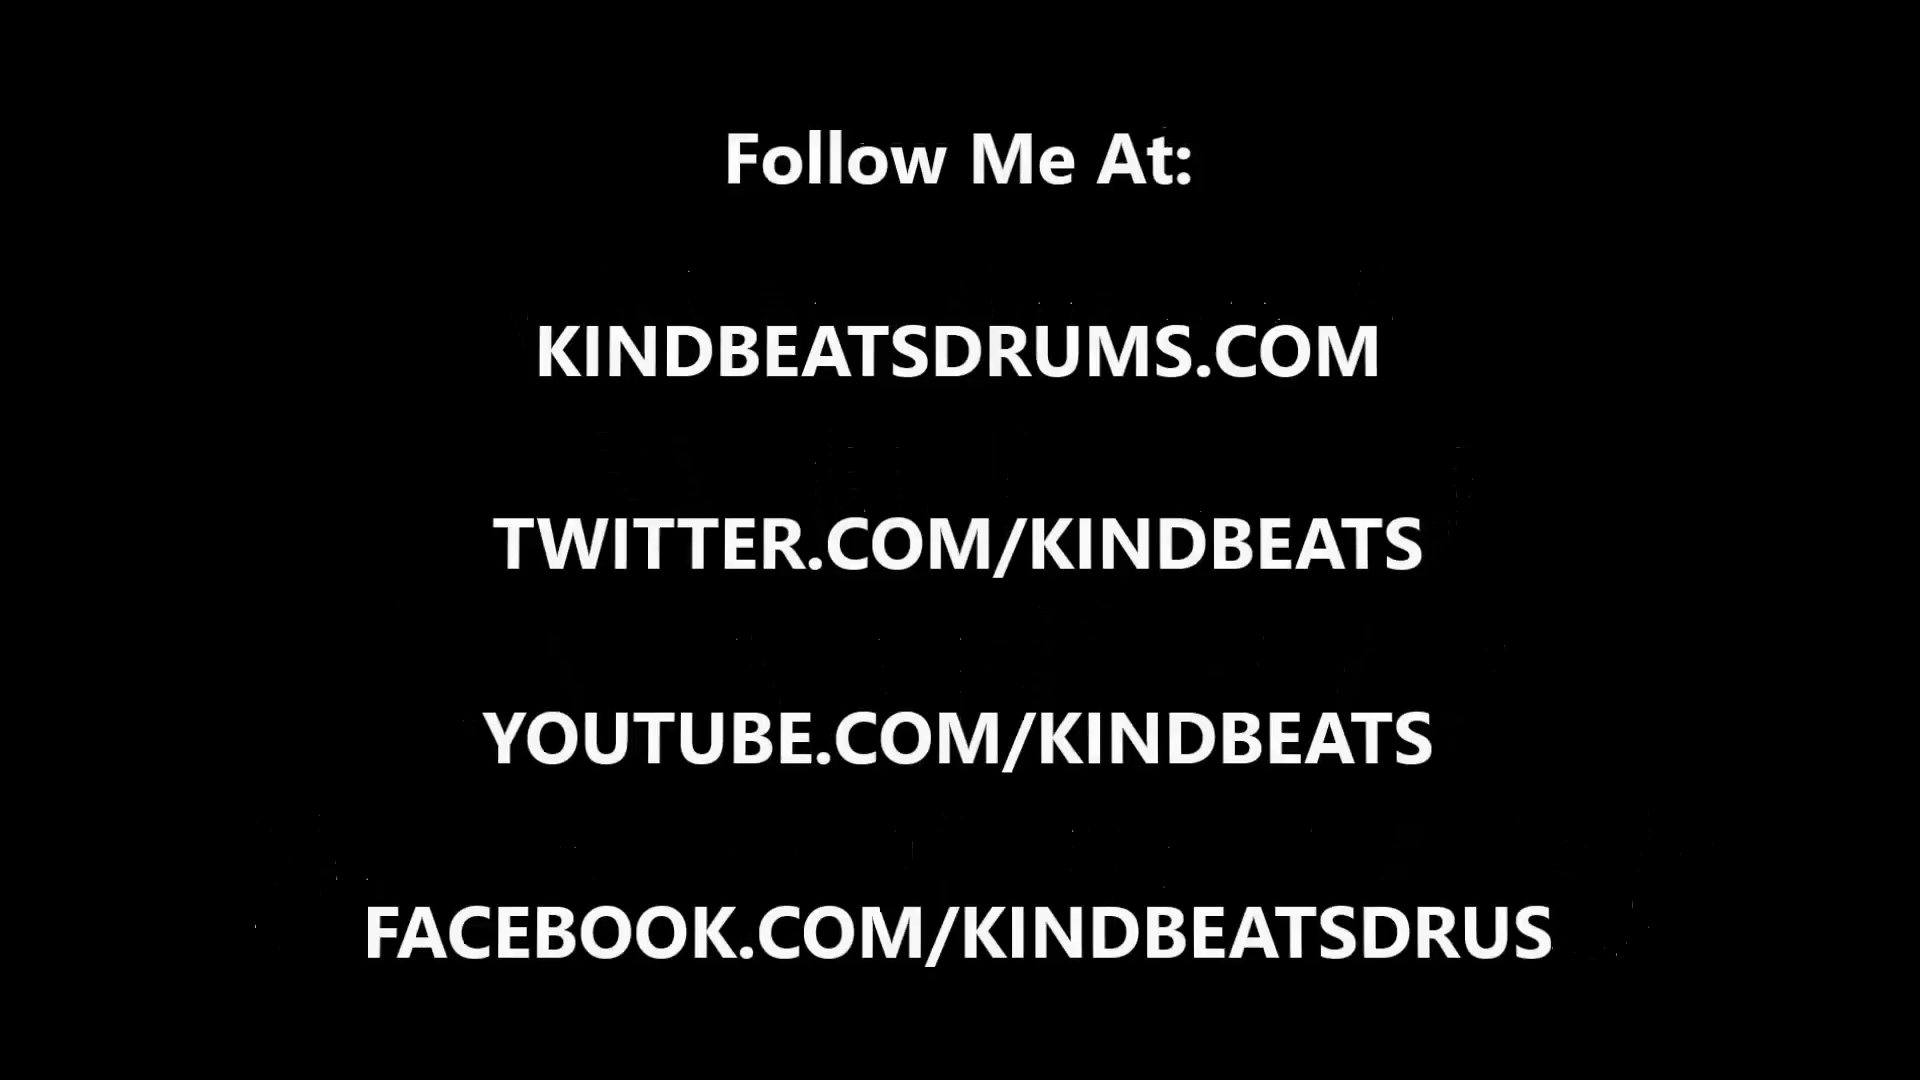 Follow Me At:
KINDBEATSDRUMS.COM
TWITTER.COM/KINDBEATS
YOUTUBE.COM/KINDBEATS
FACEBOOK.COM/KINDBEATSDRUS